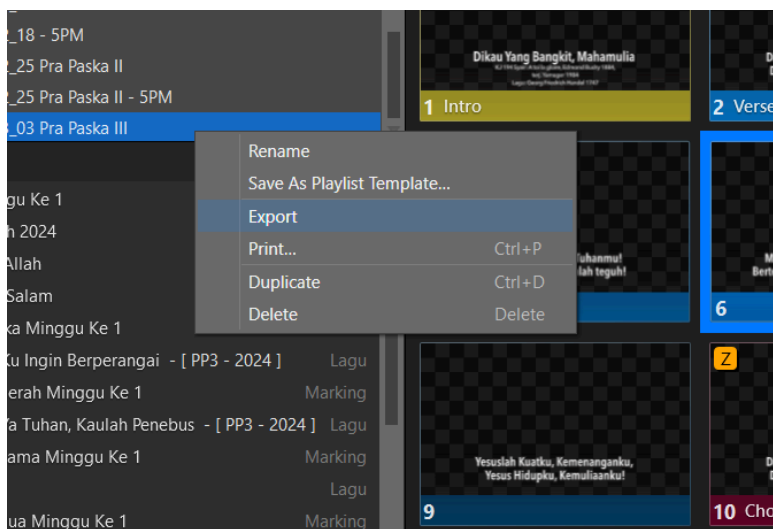 _18 - 5PM
_25 Pra Paska II
_25 Pra Paska II - 5PM
_03 Pra Paska III
gu Ke 1
h 2024
Allah
Salam
ka Minggu Ke 1
Ku Ingin Berperangai - [ PP3 - 2024 ] Lagu
erah Minggu Ke 1 Marking
Ya Tuhan, Kaulah Penebus - [ PP3 - 2024 ] Lagu
ama Minggu Ke 1 Marking
Lagu
ua Minggu Ke 1 Marking
Rename
Save As Playlist Template...
Export
Print... Ctrl+P
Duplicate Ctrl+D
Delete Delete
Dikau Yang Bangkit, Mahamulia
1 Intro
2 Verse
Tuhanmu!
lah teguh!
6
Yesuslah Kuatku, Kemenanganku,
Yesus Hidupku, Kemuliaanku!
9
Z
10 Cho